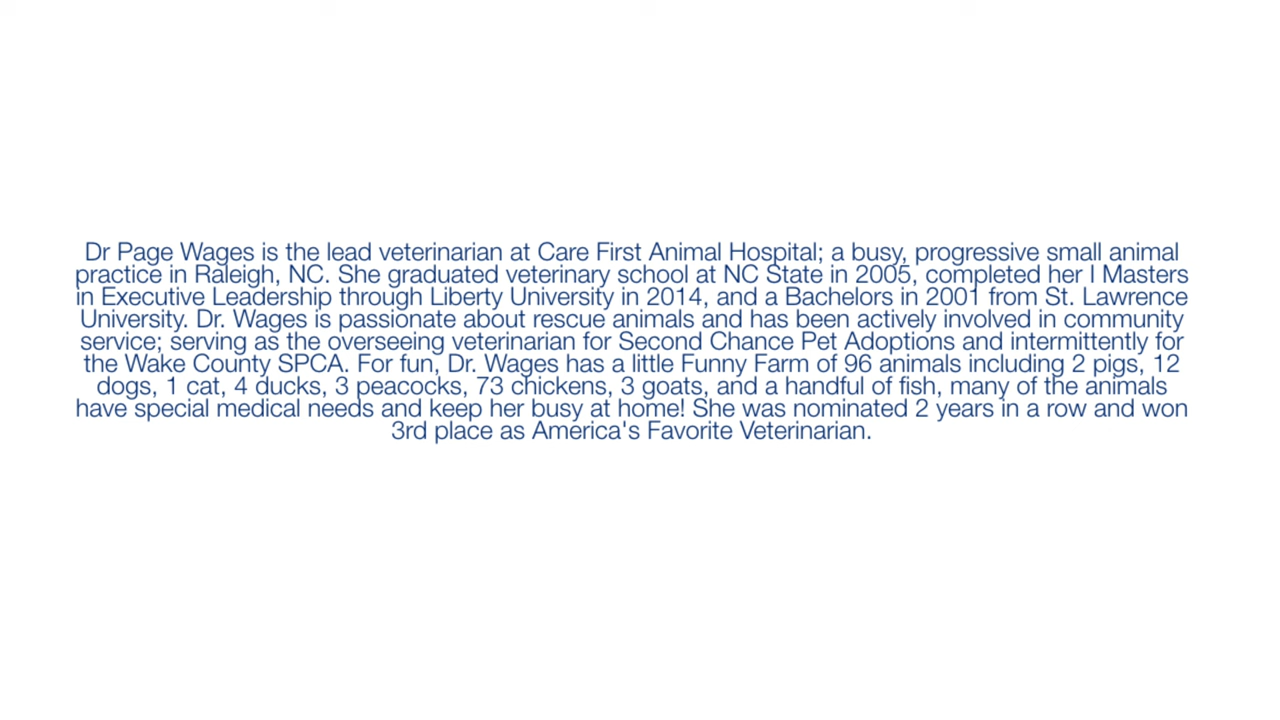 Dr Page Wages is the lead veterinarian at Care First Animal Hospital; a busy, progressive small animal
practice in Raleigh, NC. She graduated veterinary school at NC State in 2005, completed her I Masters
in Executive Leadership through Liberty University in 2014, and a Bachelors in 2001 from St. Lawrence
University. Dr. Wages is passionate about rescue animals and has been actively involved in community
service; serving as the overseeing veterinarian for Second Chance Pet Adoptions and intermittently for
the Wake County SPCA. For fun, Dr. Wages has a little Funny Farm of 96 animals including 2 pigs, 12
dogs, 1 cat, 4 ducks, 3 peacocks, 73 chickens, 3 goats, and a handful of fish, many of the animals
have special medical needs and keep her busy at home! She was nominated 2 years in a row and won
3rd place as America's Favorite Veterinarian.